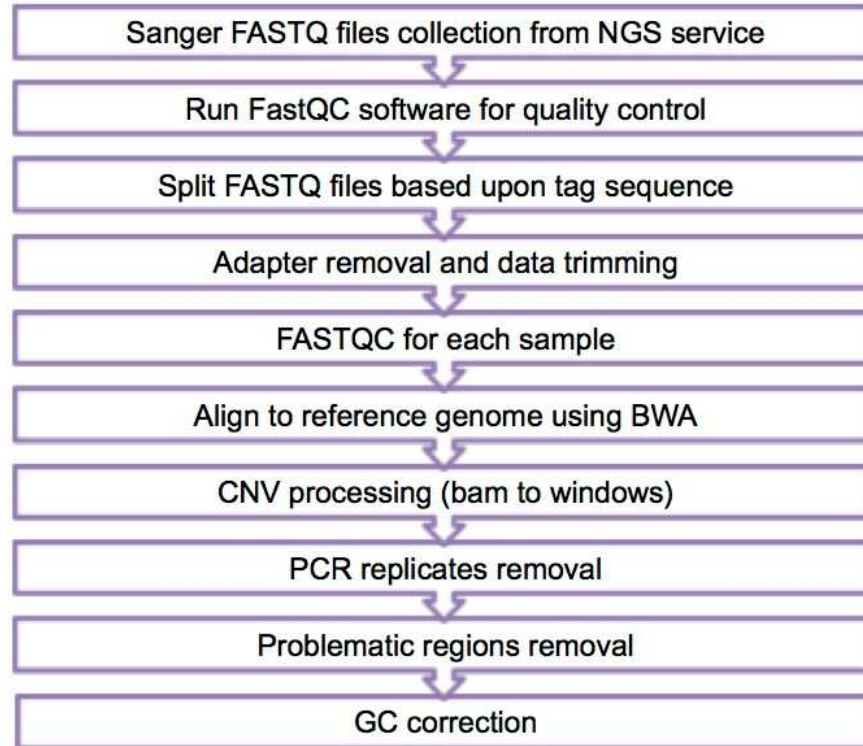 Sanger FASTQ files collection from NGS service
Run FastQC software for quality control
Split FASTQ files based upon tag sequence
Adapter removal and data trimming
FASTQC for each sample
Align to reference genome using BWA
CNV processing (bam to windows)
PCR replicates removal
Problematic regions removal
GC correction